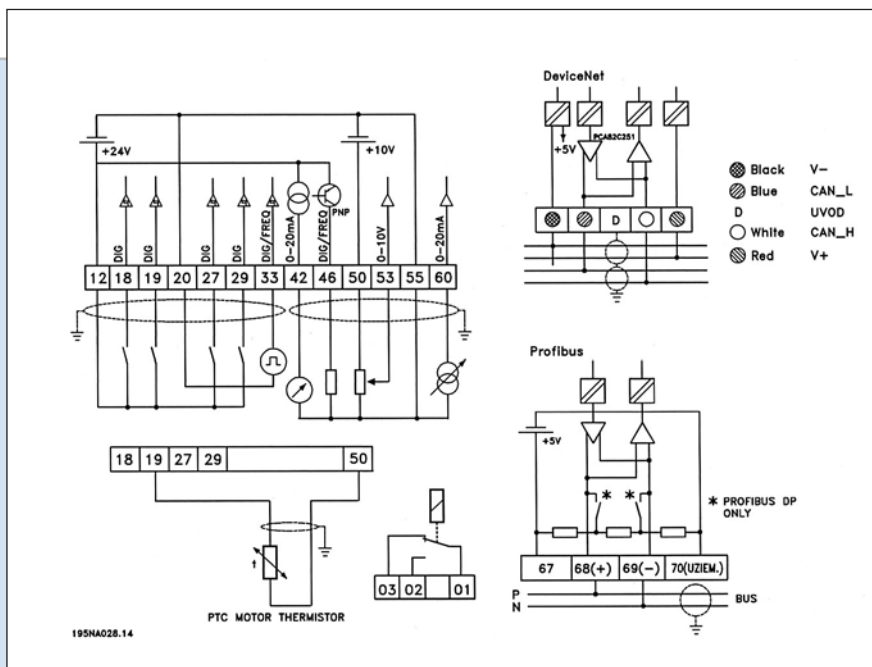 DeviceNet
PCA82C251
+5V
Black V-
Blue CAN_L
D UVOD
White CAN_H
Red V+
D
+24V
+10V
PNP
DIG
DIG
DIG
DIG
DIG/FREQ
0-20mA
DIG/FREQ
0-10V
0-20mA
12 18 19 20 27 29 33 42 46 50 53 55 60
Profibus
+5V
* *
* PROFIBUS DP
ONLY
67 68(+) 69(-) 70(UZIEM.)
P
N
BUS
18 19 27 29 50
t
PTC MOTOR THERMISTOR
03 02 01
195NA028.14